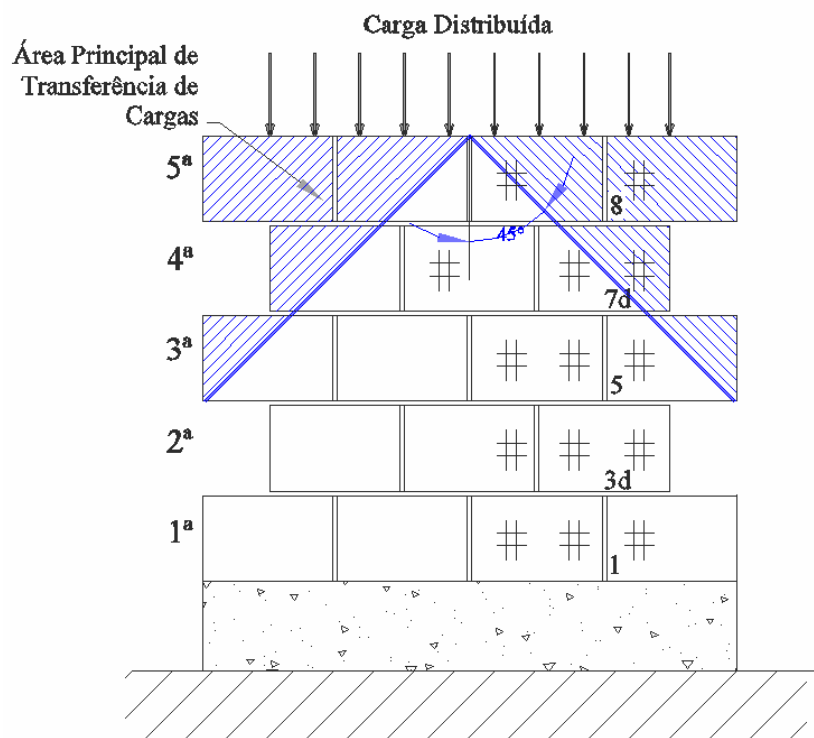 Carga Distribuída
Área Principal de
Transferência de
Cargas
5ª
8
45°
4ª
7d
3ª
5
2ª
3d
1ª
1